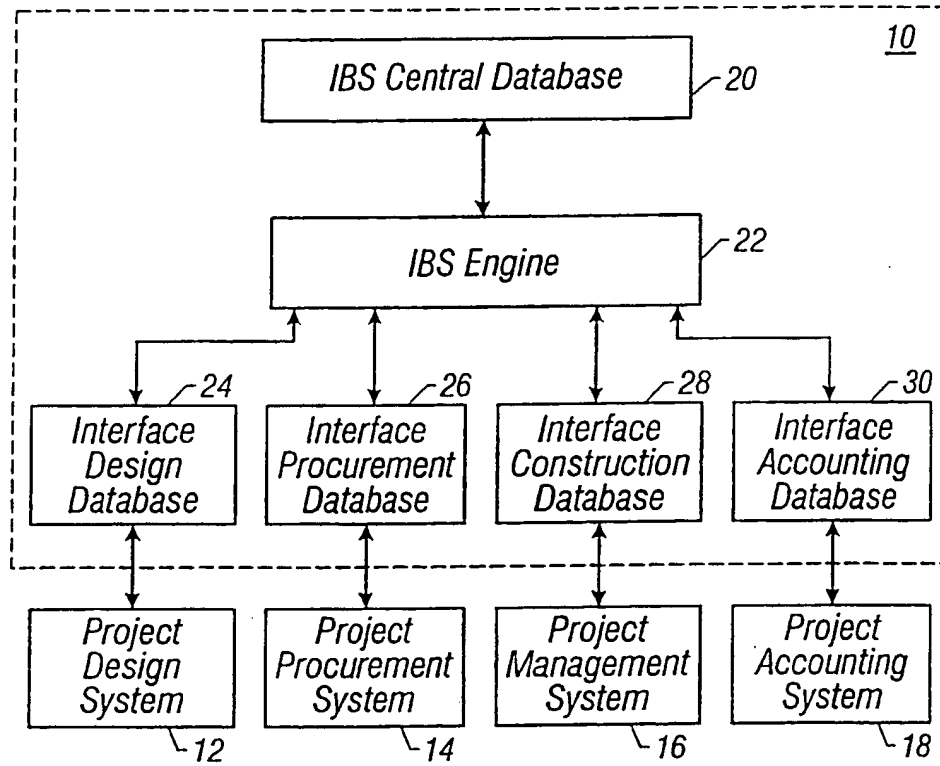 10
IBS Central Database
20
IBS Engine
22
24
26
28
30
Interface
Design
Database
Interface
Procurement
Database
Interface
Construction
Database
Interface
Accounting
Database
Project
Design
System
Project
Procurement
System
Project
Management
System
Project
Accounting
System
12
14
16
18